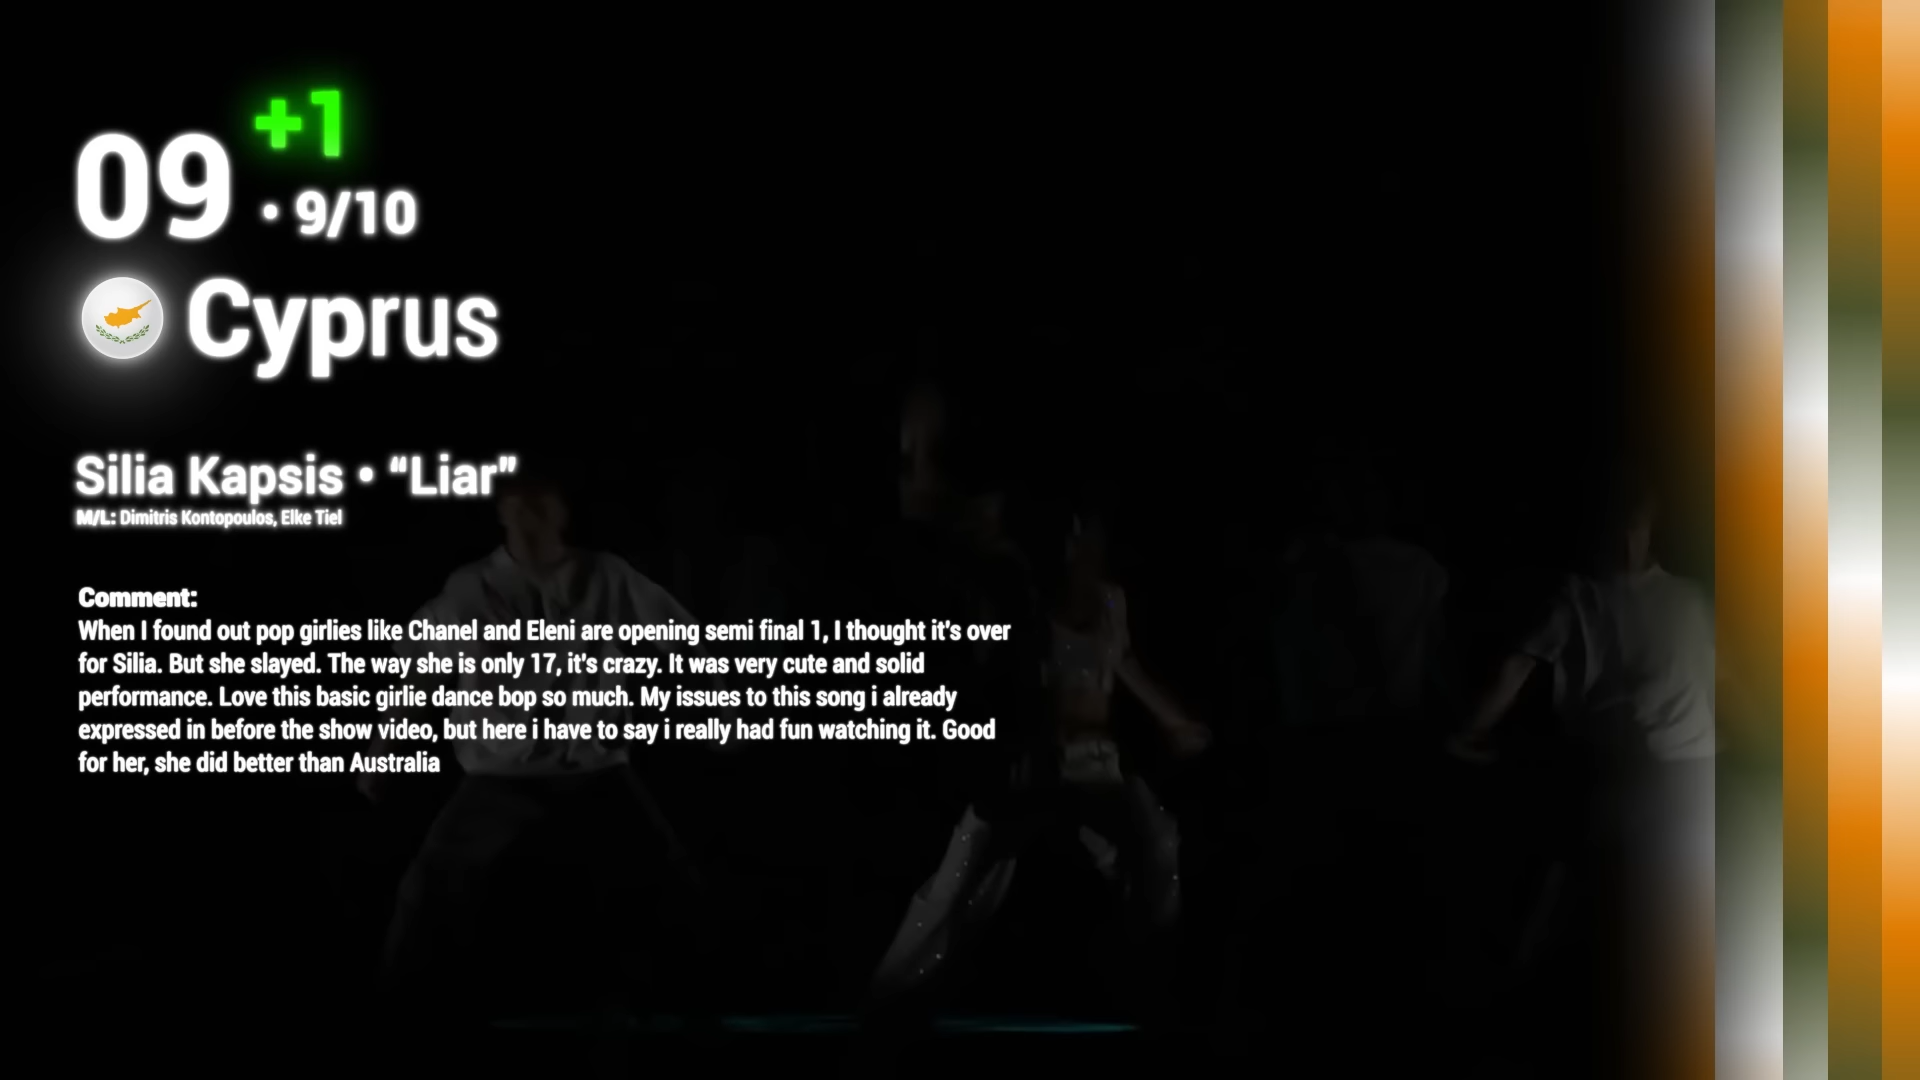 +1
09 • 9/10
Cyprus
Silia Kapsis • “Liar”
M/L: Dimitris Kontopoulos, Elke Tiel
Comment:
When I found out pop girlies like Chanel and Eleni are opening semi final 1, I thought it's over
for Silia. But she slayed. The way she is only 17, it's crazy. It was very cute and solid
performance. Love this basic girlie dance bop so much. My issues to this song i already
expressed in before the show video, but here i have to say i really had fun watching it. Good
for her, she did better than Australia